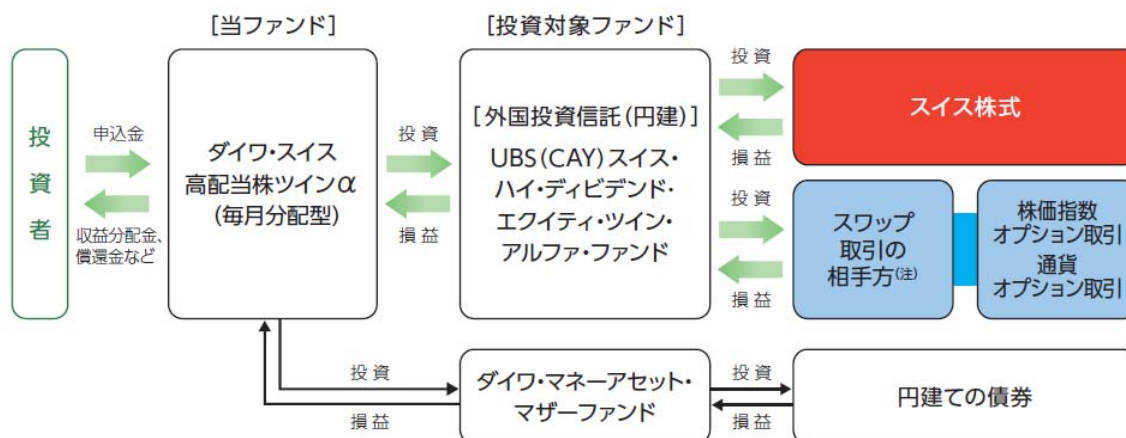 [当ファンド]
[投資対象ファンド]
投資者
申込金
収益分配金、
償還金など
ダイワ・スイス
高配当株ツインα
(毎月分配型)
投資
損益
[外国投資信託(円建)]
UBS(CAY)スイス・
ハイ・ディビデンド・
エクイティ・ツイン・
アルファ・ファンド
投資
損益
スイス株式
投資
損益
スワップ
取引の
相手方(注)
株価指数
オプション取引
通貨
オプション取引
投資
損益
ダイワ・マネーアセット・
マザーファンド
投資
損益
円建ての債券